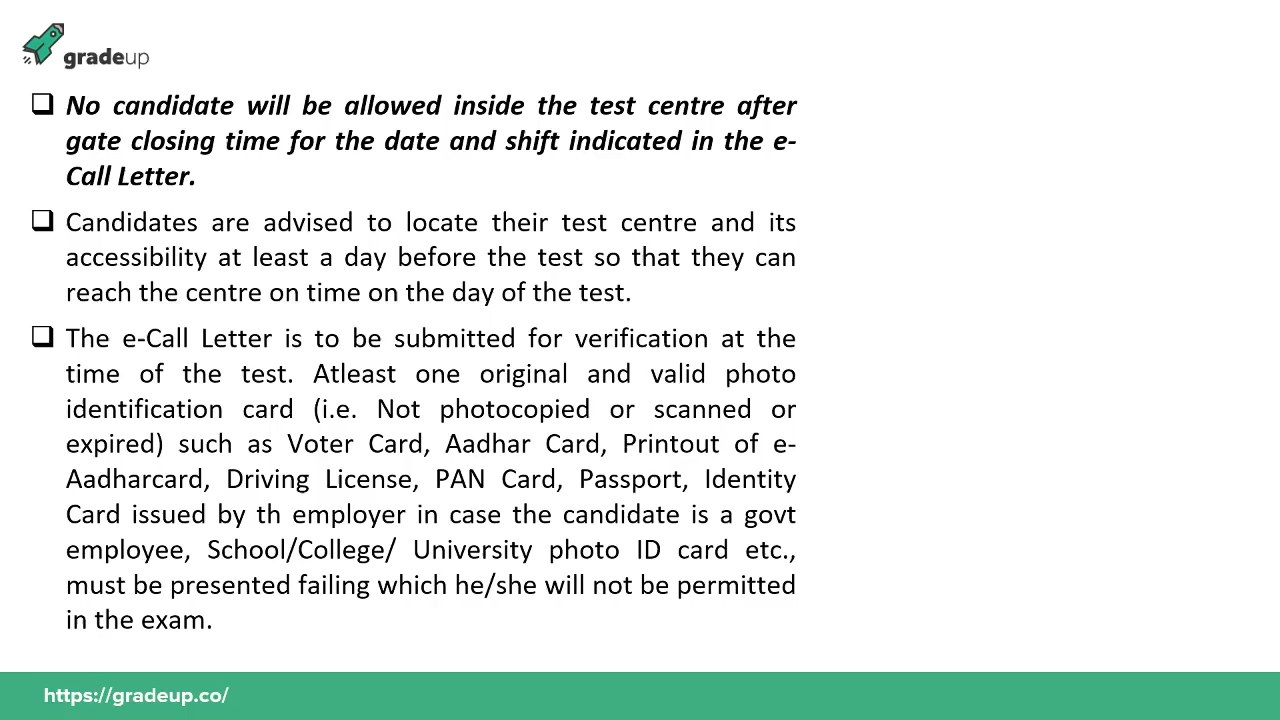 gradeup
❑ No candidate will be allowed inside the test centre after
gate closing time for the date and shift indicated in the e-
Call Letter.
❑ Candidates are advised to locate their test centre and its
accessibility at least a day before the test so that they can
reach the centre on time on the day of the test.
❑ The e-Call Letter is to be submitted for verification at the
time of the test. Atleast one original and valid photo
identification card (i.e. Not photocopied or scanned or
expired) such as Voter Card, Aadhar Card, Printout of e-
Aadharcard, Driving License, PAN Card, Passport, Identity
Card issued by th employer in case the candidate is a govt
employee, School/College/ University photo ID card etc.,
must be presented failing which he/she will not be permitted
in the exam.
https://gradeup.co/